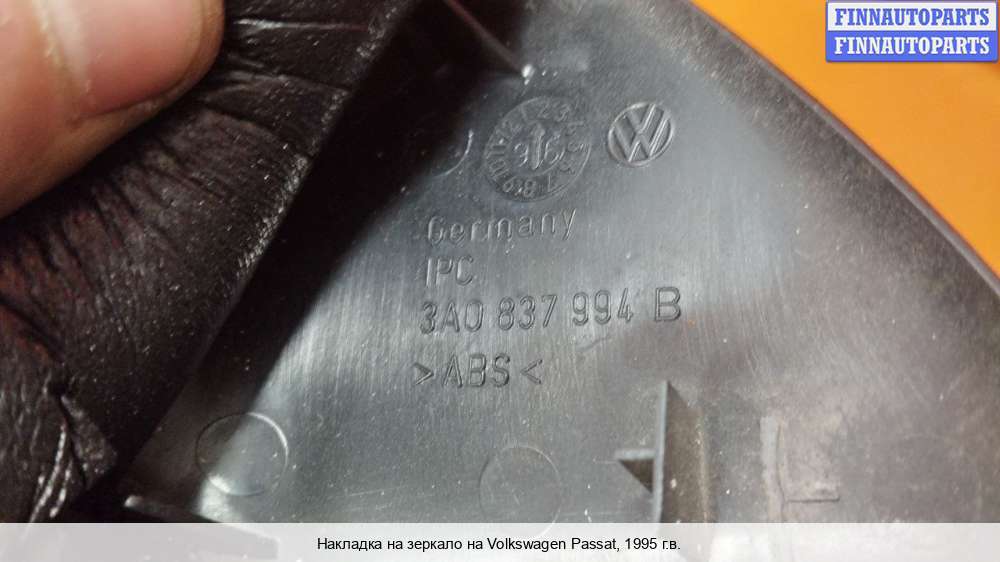 FINNAUTOPARTS
FINNAUTOPARTS
Germany
IPC
3A0 837 994 B
>ABS<
Накладка на зеркало на Volkswagen Passat, 1995 г.в.